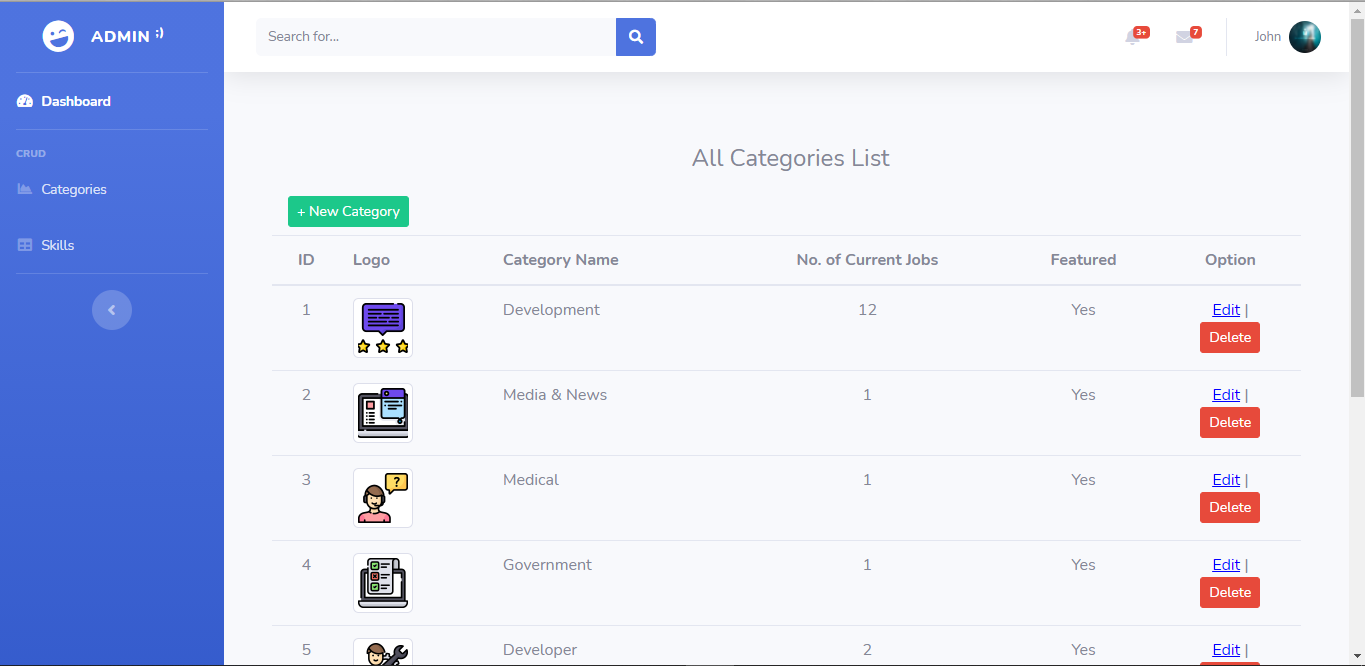 ADMIN ;)
Search for...
3+
7
John
Dashboard
CRUD
Categories
Skills
All Categories List
+ New Category
ID Logo Category Name No. of Current Jobs Featured Option
1 Development 12 Yes Edit |
Delete
2 Media & News 1 Yes Edit |
Delete
3 ? Medical 1 Yes Edit |
Delete
4 Government 1 Yes Edit |
Delete
5 Developer 2 Yes Edit |